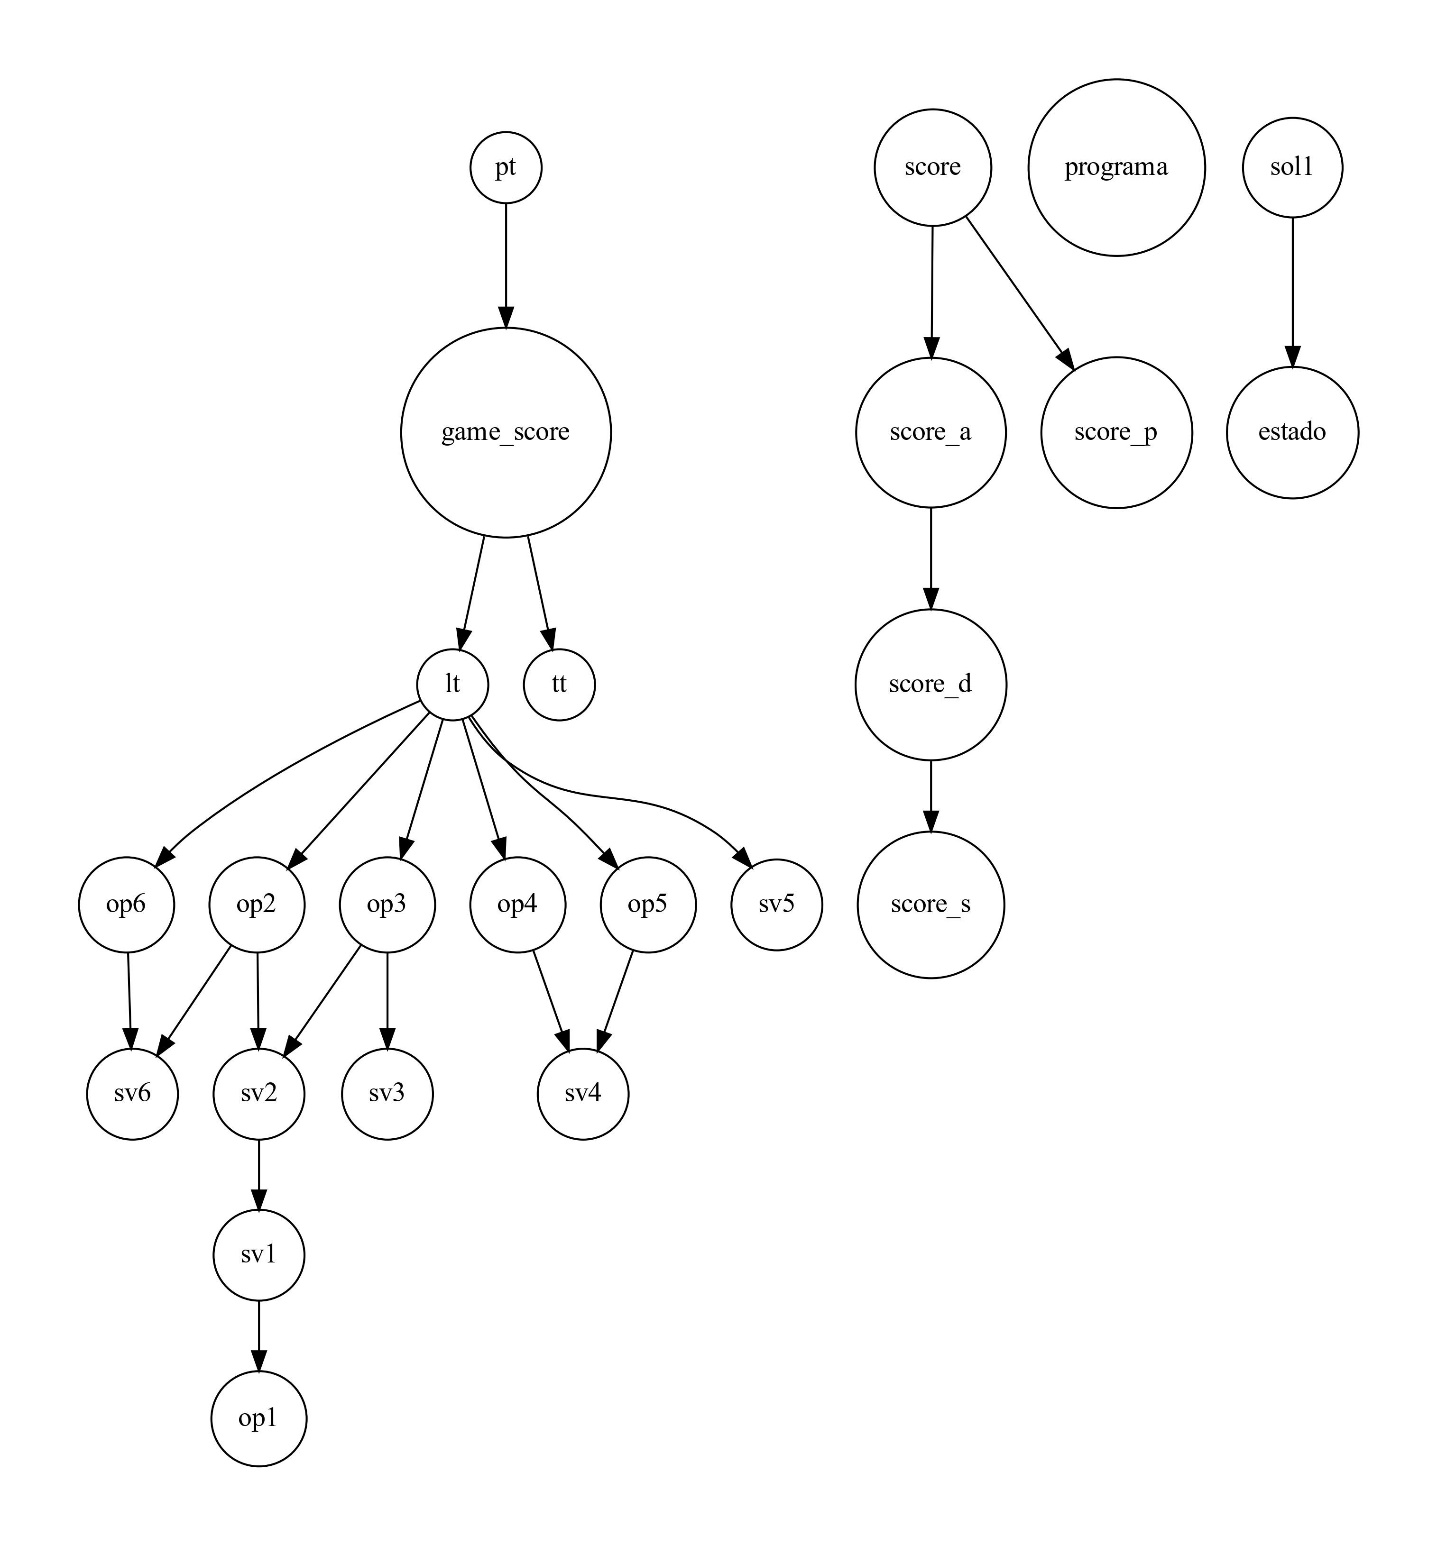 pt
score
programa
sol1
game_score
score_a
score_p
estado
lt
tt
score_d
op6
op2
op3
op4
op5
sv5
score_s
sv6
sv2
sv3
sv4
sv1
op1